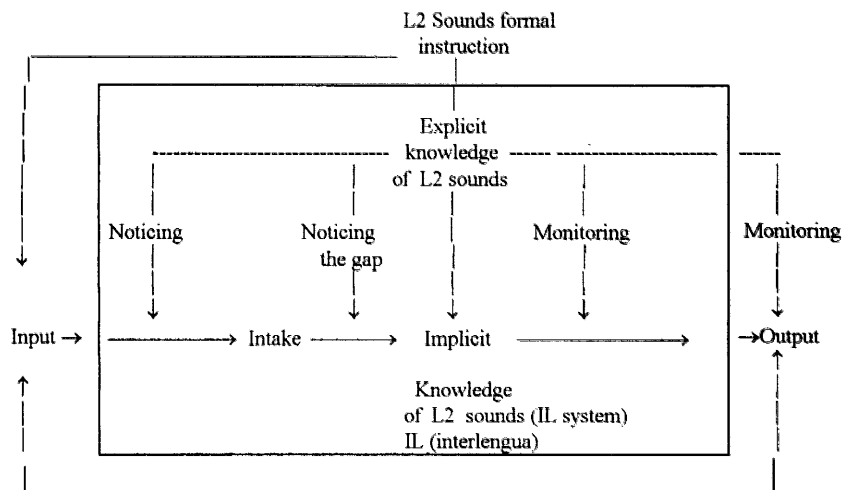 L2 Sounds formal
instruction
Explicit
knowledge
of L2 sounds
Noticing
Noticing
the gap
Monitoring
Monitoring
Input
Intake
Implicit
Output
Knowledge
of L2 sounds (IL system)
IL (interlengua)